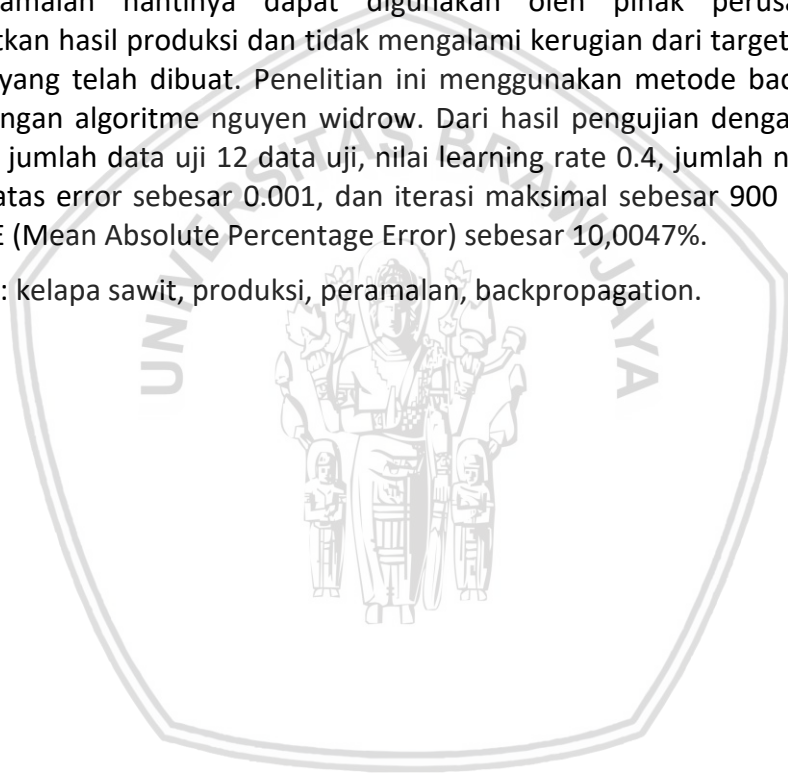 amalan nantinya dapat digunakan oleh pihak perusa
tkan hasil produksi dan tidak mengalami kerugian dari target
yang telah dibuat. Penelitian ini menggunakan metode bac
ngan algoritme nguyen widrow. Dari hasil pengujian denga
jumlah data uji 12 data uji, nilai learning rate 0.4, jumlah n
atas error sebesar 0.001, dan iterasi maksimal sebesar 900
E (Mean Absolute Percentage Error) sebesar 10,0047%.
: kelapa sawit, produksi, peramalan, backpropagation.
UNIVERSITAS BRAWIJAYA